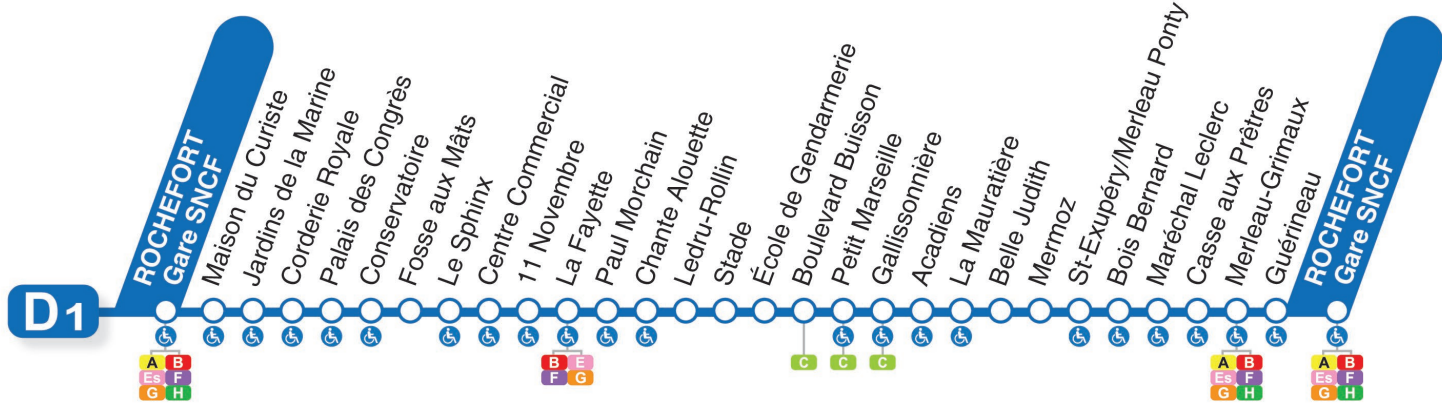 D1
ROCHEFORT
Gare SNCF
Maison du Curiste
Jardins de la Marine
Corderie Royale
Palais des Congrès
Conservatoire
Fosse aux Mâts
Le Sphinx
Centre Commercial
11 Novembre
La Fayette
Paul Morchain
Chante Alouette
Ledru-Rollin
Stade
École de Gendarmerie
Boulevard Buisson
Petit Marseille
Gallissonnière
Acadiens
La Mauratière
Belle Judith
Mermoz
St-Exupéry/Merleau Ponty
Bois Bernard
Maréchal Leclerc
Casse aux Prêtres
Merleau-Grimaux
Guérineau
ROCHEFORT
Gare SNCF
A B
Es F
G H
B E
F G
C
C
C
A B
Es F
G H
A B
Es F
G H